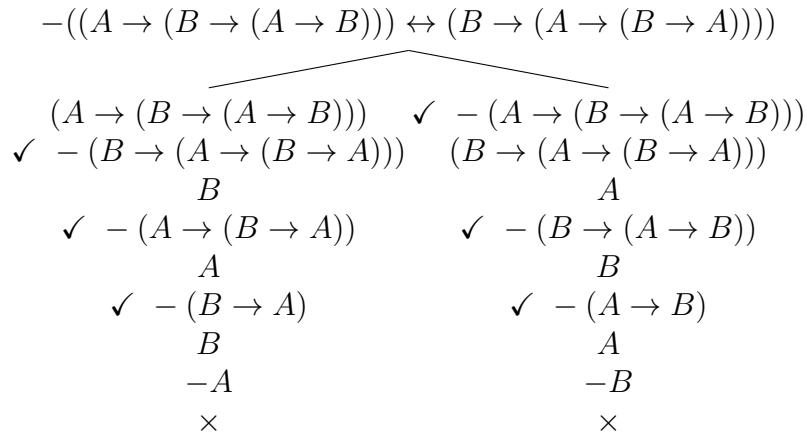 −((A → (B → (A → B))) ↔ (B → (A → (B → A))))
(A → (B → (A → B))) ✓ −(A → (B → (A → B)))
✓ −(B → (A → (B → A))) (B → (A → (B → A)))
B A
✓ −(A → (B → A)) ✓ −(B → (A → B))
A B
✓ −(B → A) ✓ −(A → B)
B A
−A −B
× ×